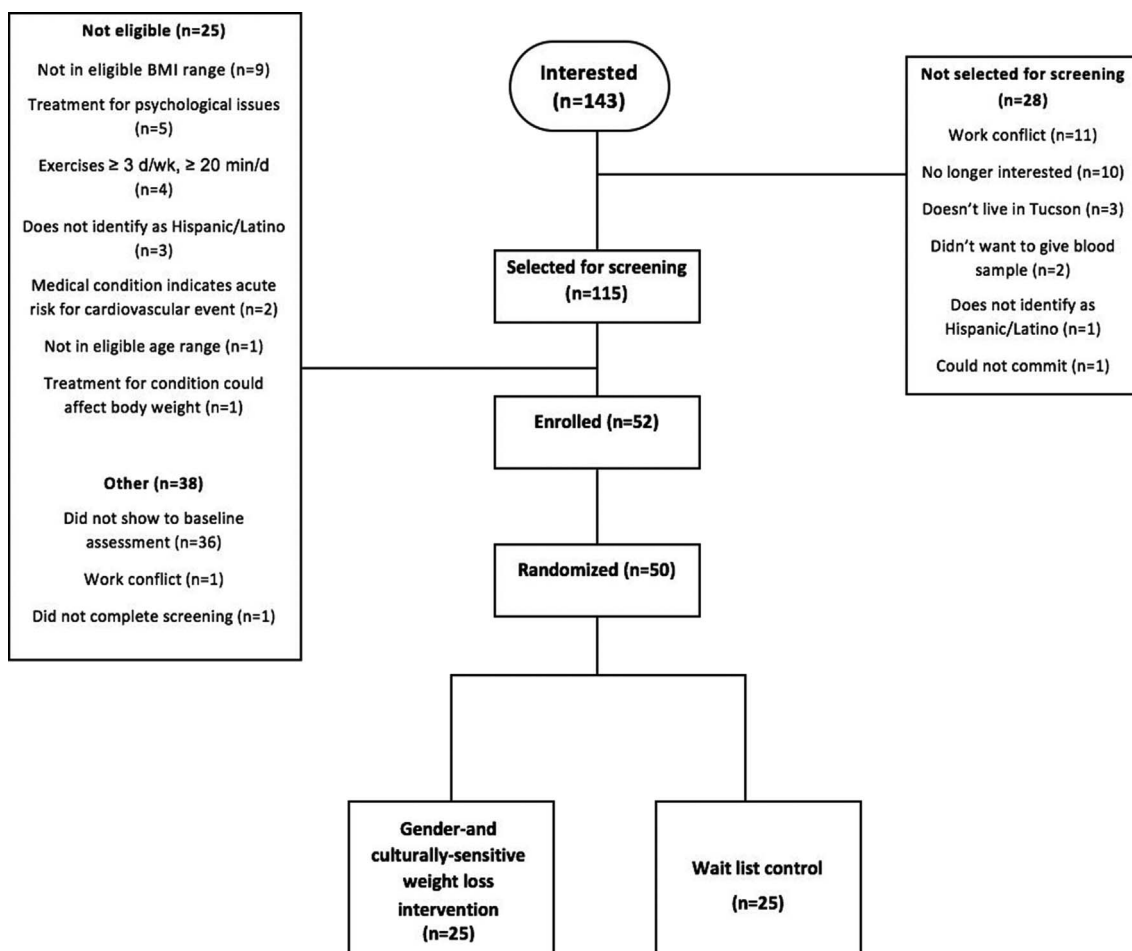 Not eligible (n=25)
Not in eligible BMI range (n=9)
Treatment for psychological issues
(n=5)
Exercises ≥ 3 d/wk, ≥ 20 min/d
(n=4)
Does not identify as Hispanic/Latino
(n=3)
Medical condition indicates acute
risk for cardiovascular event (n=2)
Not in eligible age range (n=1)
Treatment for condition could
affect body weight (n=1)
Other (n=38)
Did not show to baseline
assessment (n=36)
Work conflict (n=1)
Did not complete screening (n=1)
Interested
(n=143)
Not selected for screening
(n=28)
Work conflict (n=11)
No longer interested (n=10)
Doesn't live in Tucson (n=3)
Didn't want to give blood
sample (n=2)
Does not identify as
Hispanic/Latino (n=1)
Could not commit (n=1)
Selected for screening
(n=115)
Enrolled (n=52)
Randomized (n=50)
Gender-and
culturally-sensitive
weight loss
intervention
(n=25)
Wait list control
(n=25)